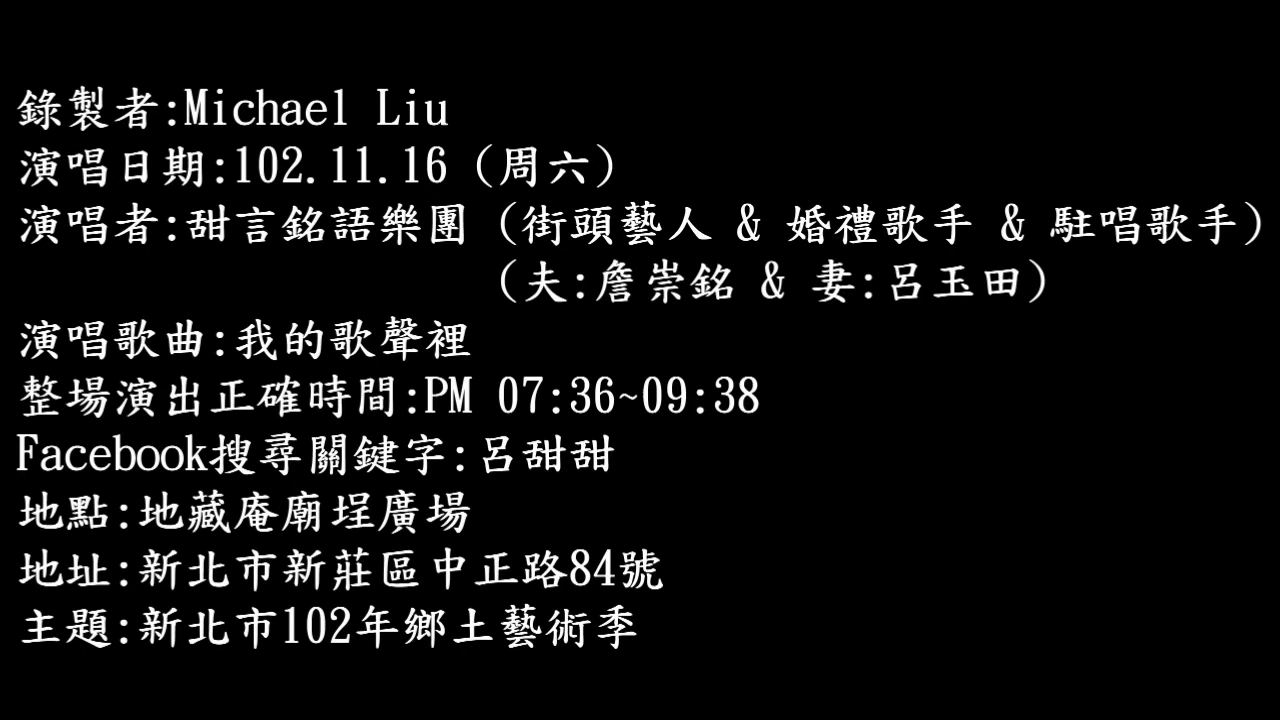 錄製者:Michael Liu
演唱日期:102.11.16 (周六)
演唱者:甜言銘語樂團 (街頭藝人 & 婚禮歌手 & 駐唱歌手)
(夫:詹崇銘 & 妻:呂玉田)
演唱歌曲:我的歌聲裡
整場演出正確時間:PM 07:36~09:38
Facebook搜尋關鍵字:呂甜甜
地點:地藏庵廟埕廣場
地址:新北市新莊區中正路84號
主題:新北市102年鄉土藝術季